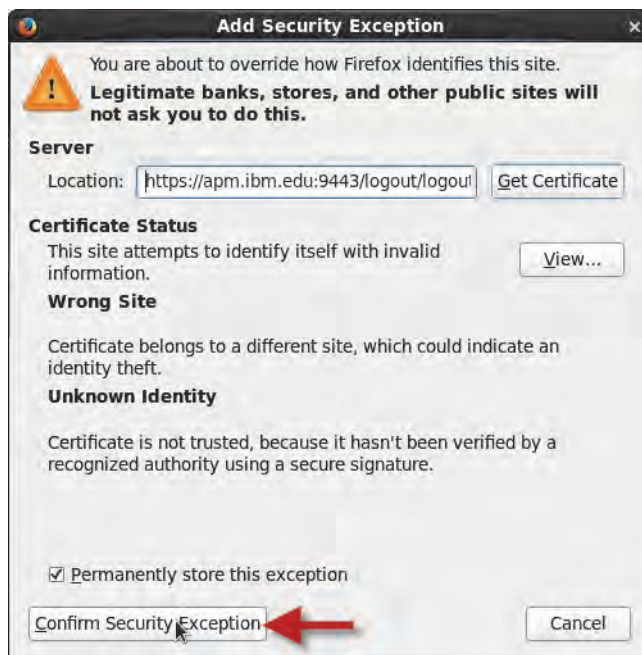 Add Security Exception
You are about to override how Firefox identifies this site.
Legitimate banks, stores, and other public sites will
not ask you to do this.
Server
Location: https://apm.ibm.edu:9443/logout/logout Get Certificate
Certificate Status
This site attempts to identify itself with invalid
information.
View...
Wrong Site
Certificate belongs to a different site, which could indicate an
identity theft.
Unknown Identity
Certificate is not trusted, because it hasn't been verified by a
recognized authority using a secure signature.
Permanently store this exception
Confirm Security Exception Cancel